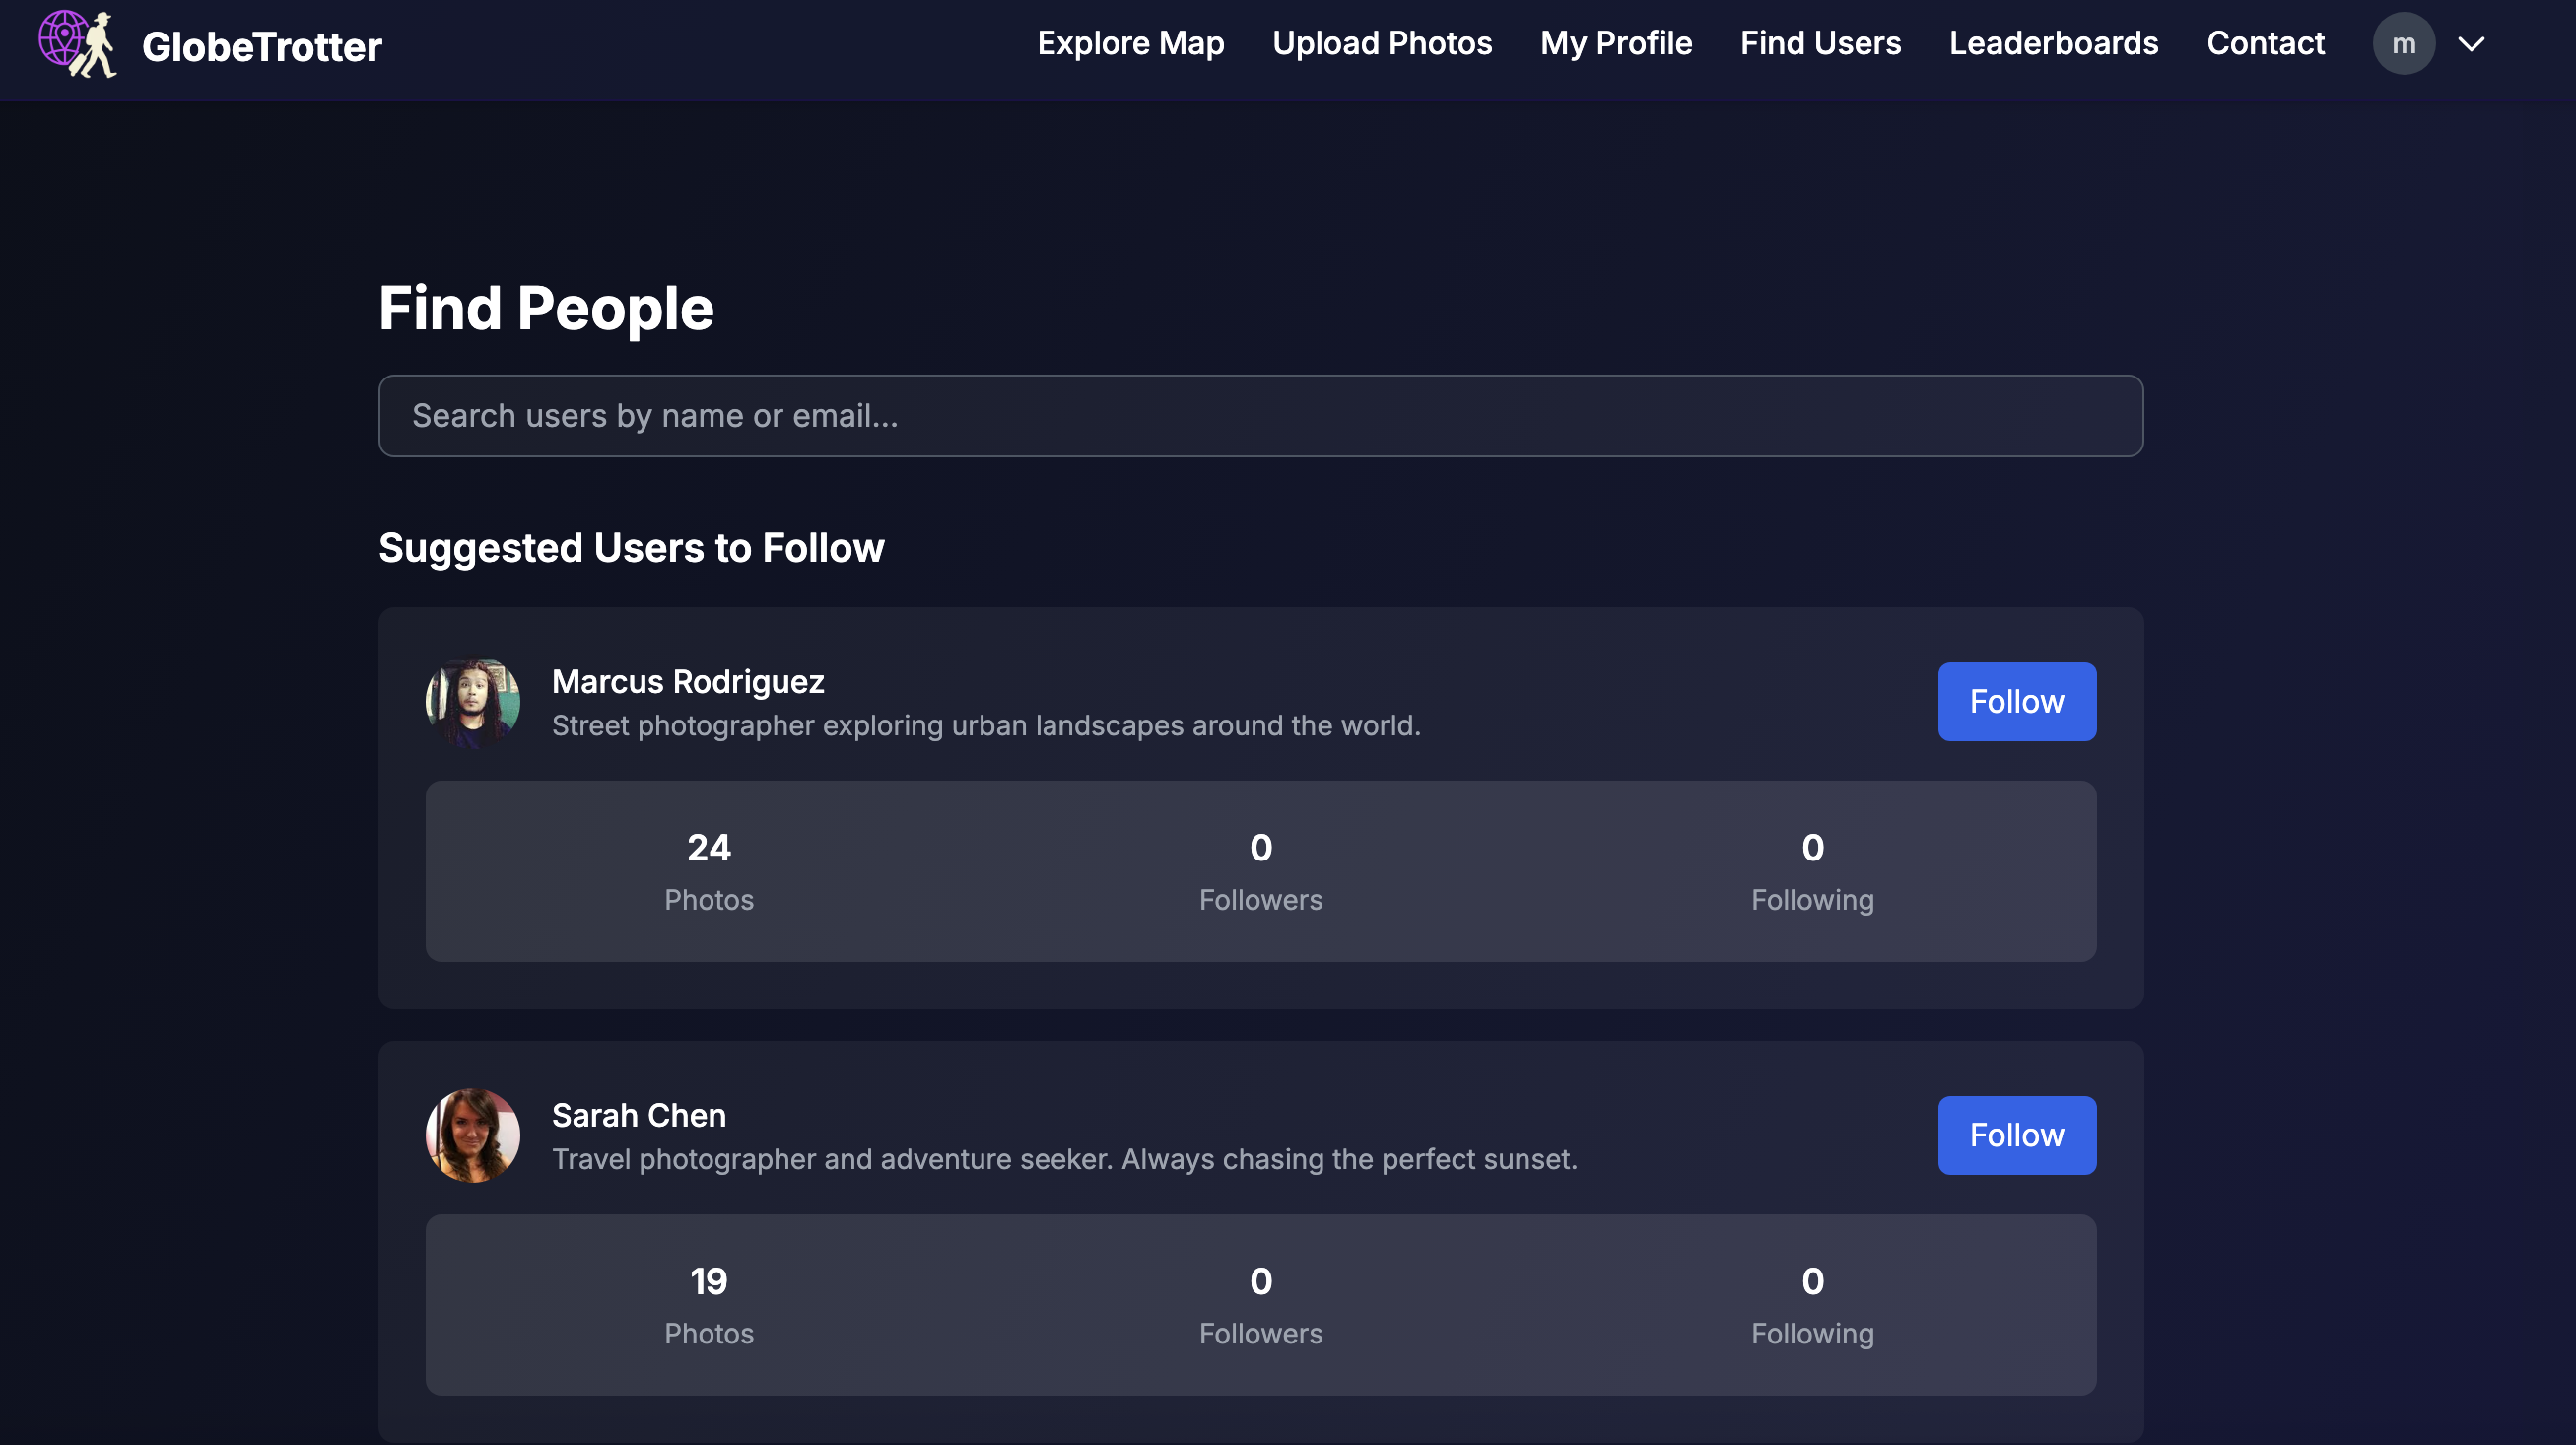 GlobeTrotter
Explore Map Upload Photos My Profile Find Users Leaderboards Contact m
Find People
Search users by name or email...
Suggested Users to Follow
Marcus Rodriguez
Street photographer exploring urban landscapes around the world.
Follow
24 0 0
Photos Followers Following
Sarah Chen
Travel photographer and adventure seeker. Always chasing the perfect sunset.
Follow
19 0 0
Photos Followers Following